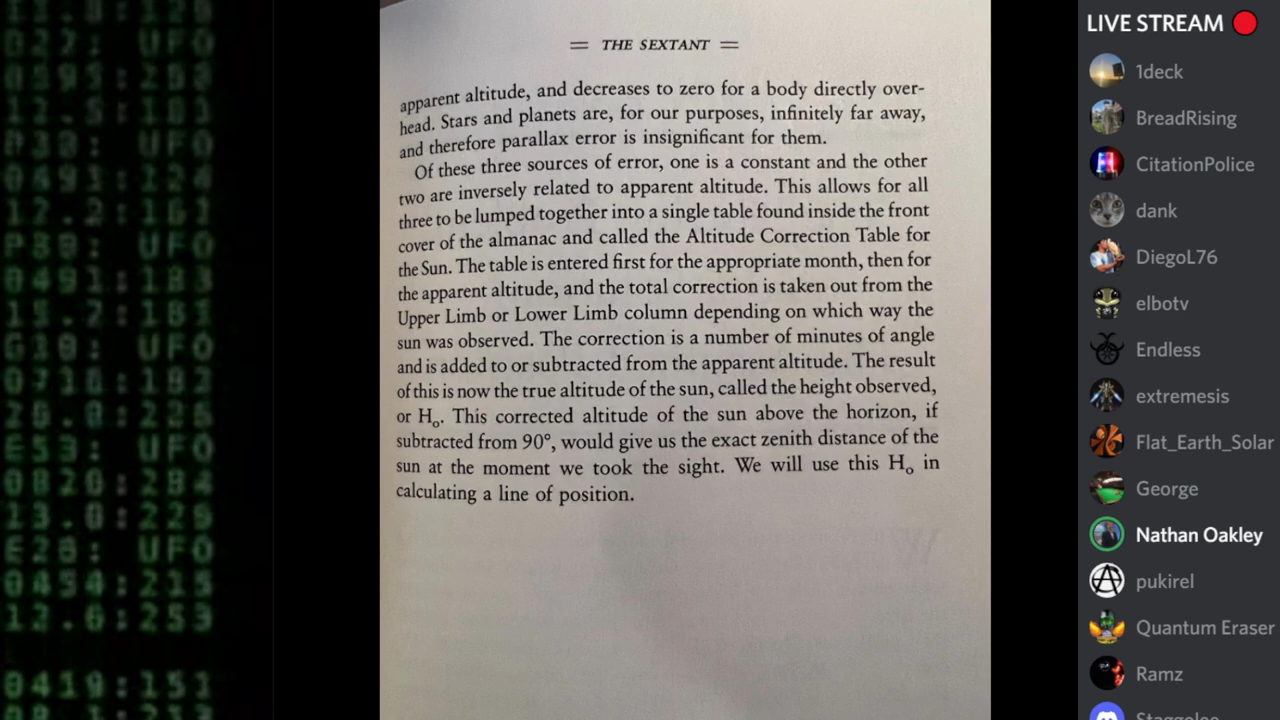 THE SEXTANT
apparent altitude, and decreases to zero for a body directly over-
head. Stars and planets are, for our purposes, infinitely far away,
and therefore parallax error is insignificant for them.
Of these three sources of error, one is a constant and the other
two are inversely related to apparent altitude. This allows for all
three to be lumped together into a single table found inside the front
cover of the almanac and called the Altitude Correction Table for
the Sun. The table is entered first for the appropriate month, then for
the apparent altitude, and the total correction is taken out from the
Upper Limb or Lower Limb column depending on which way the
sun was observed. The correction is a number of minutes of angle
and is added to or subtracted from the apparent altitude. The result
of this is now the true altitude of the sun, called the height observed,
or Ho. This corrected altitude of the sun above the horizon, if
subtracted from 90°, would give us the exact zenith distance of the
sun at the moment we took the sight. We will use this Ho in
calculating a line of position.
LIVE STREAM
1deck
BreadRising
CitationPolice
dank
DiegoL76
elbotv
Endless
extremesis
Flat_Earth_Solar
George
Nathan Oakley
pukirel
Quantum Eraser
Ramz